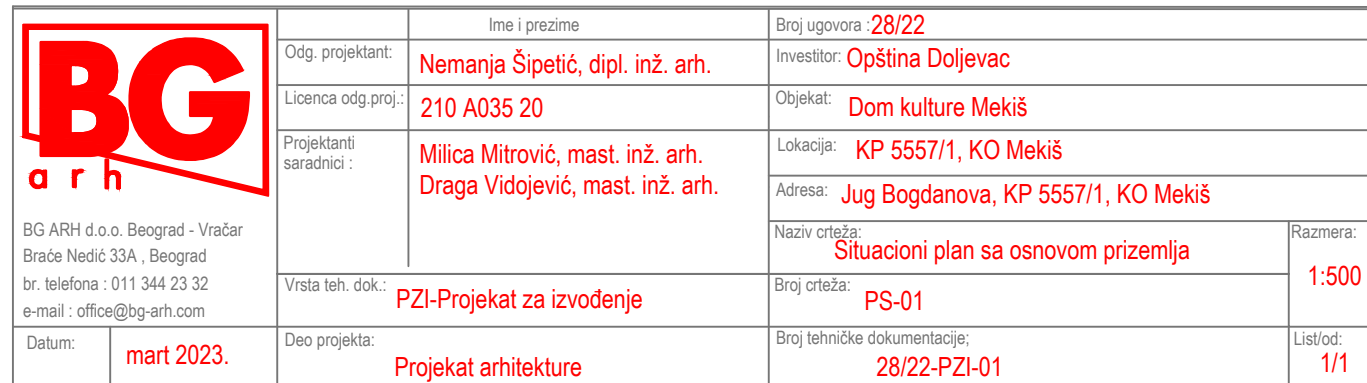 BG
arh
BG ARH d.o.o. Beograd - Vračar
Braće Nedić 33A , Beograd
br. telefona : 011 344 23 32
e-mail : office@bg-arh.com
Datum:
mart 2023.
Ime i prezime
Odg. projektant:
Nemanja Šipetić, dipl. inž. arh.
Licenca odg.proj.:
210 A035 20
Projektanti
saradnici :
Milica Mitrović, mast. inž. arh.
Draga Vidojević, mast. inž. arh.
Vrsta teh. dok.:
PZI-Projekat za izvođenje
Deo projekta:
Projekat arhitekture
Broj ugovora : 28/22
Investitor: Opština Doljevac
Objekat: Dom kulture Mekiš
Lokacija: KP 5557/1, KO Mekiš
Adresa: Jug Bogdanova, KP 5557/1, KO Mekiš
Naziv crteža:
Situacioni plan sa osnovom prizemlja
Razmera:
1:500
Broj crteža:
PS-01
Broj tehničke dokumentacije;
28/22-PZI-01
List/od:
1/1